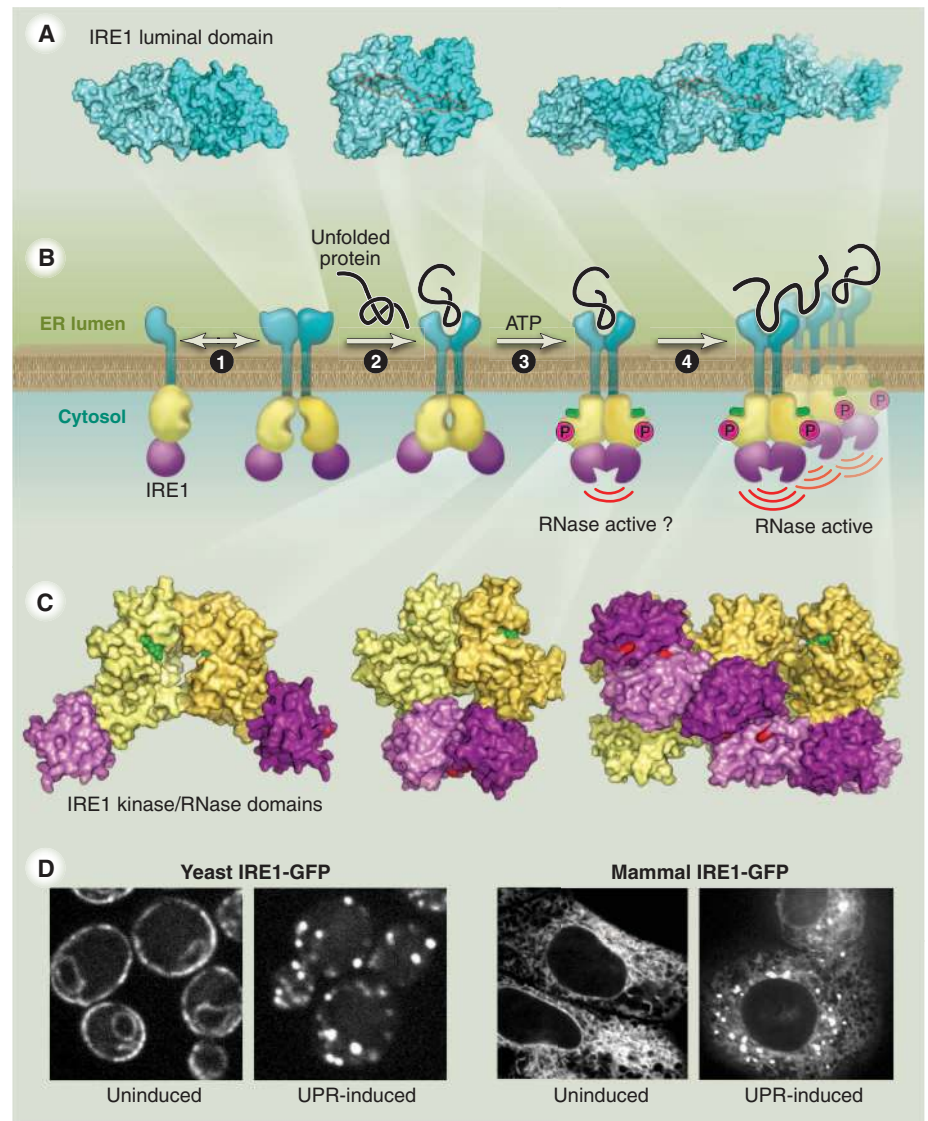 A
IRE1 luminal domain
B
Unfolded
protein
ER lumen
ATP
1
2
3
4
Cytosol
P
P
P
P
P
P
IRE1
RNase active ?
RNase active
C
IRE1 kinase/RNase domains
D
Yeast IRE1-GFP
Mammal IRE1-GFP
Uninduced
UPR-induced
Uninduced
UPR-induced